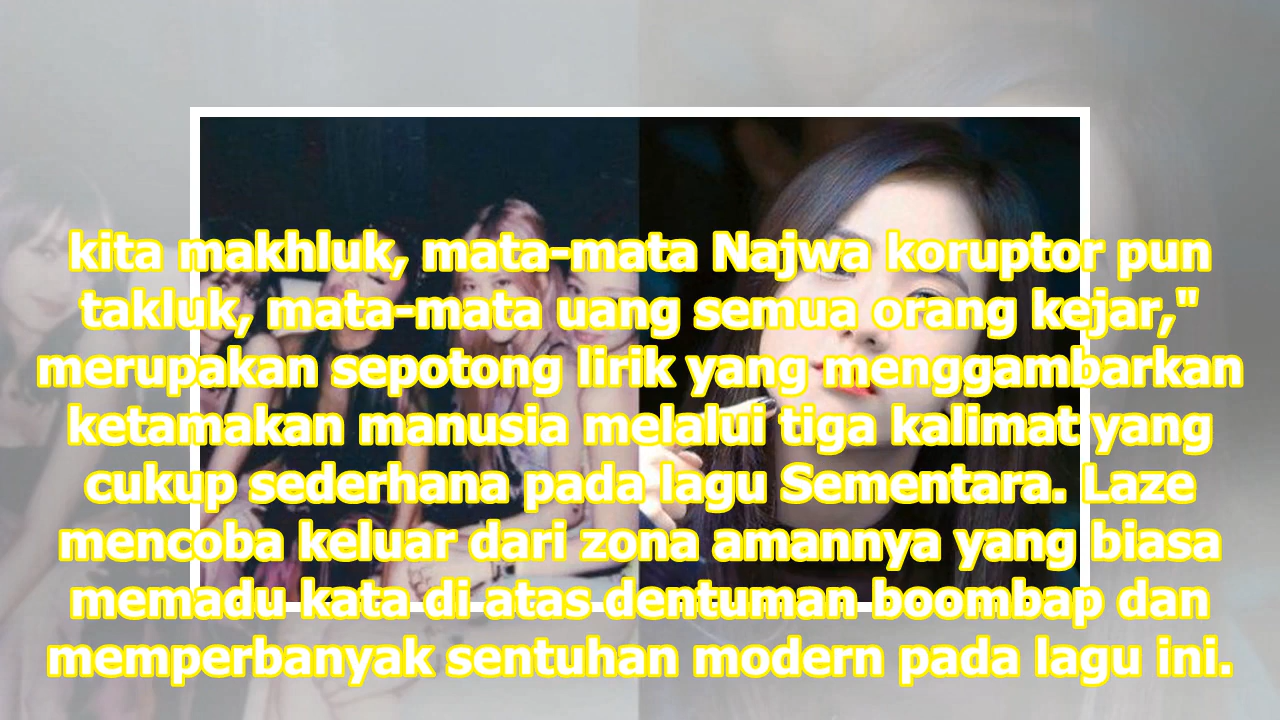 kita makhluk, mata-mata Najwa koruptor pun
takluk, mata-mata uang semua orang kejar,"
merupakan sepotong lirik yang menggambarkan
ketamakan manusia melalui tiga kalimat yang
cukup sederhana pada lagu Sementara. Laze
mencoba keluar dari zona amannya yang biasa
memadu kata di atas dentuman boombap dan
memperbanyak sentuhan modern pada lagu ini.